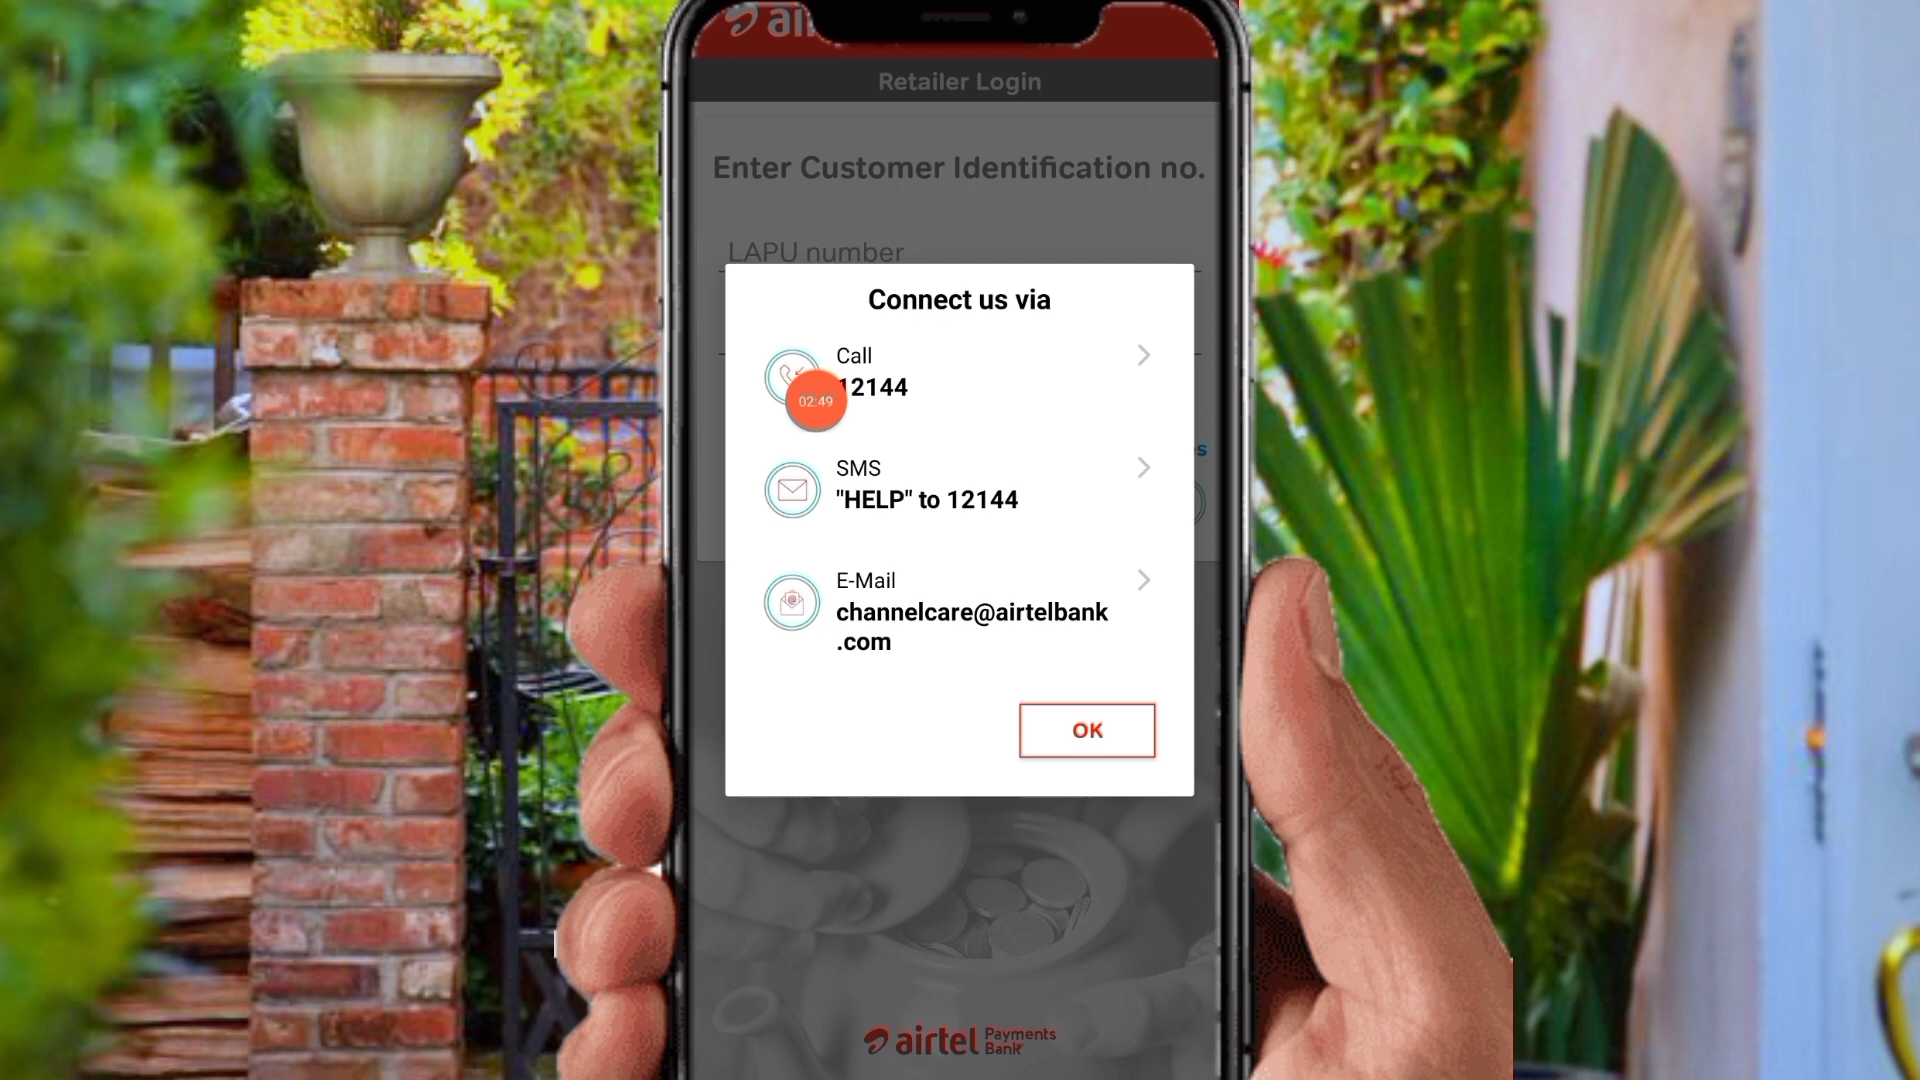 Retailer Login
Enter Customer Identification no.
LAPU number
Connect us via
Call
12144
02:49
SMS
"HELP" to 12144
E-Mail
channelcare@airtelbank
.com
OK
airtel Payments
Bank